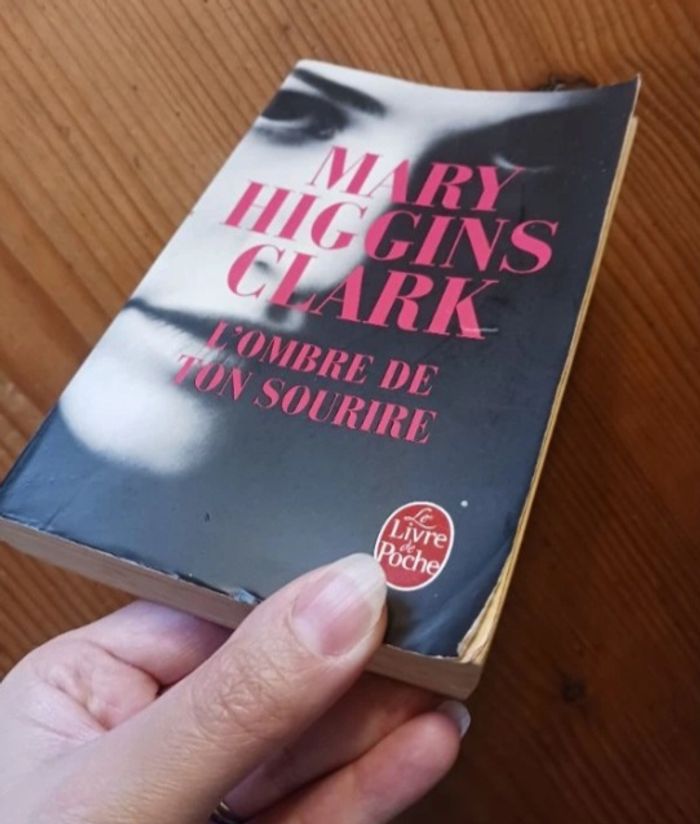 MARY
HIGGINS
CLARK
L'OMBRE DE
TON SOURIRE
Le
Livre
de
Poche